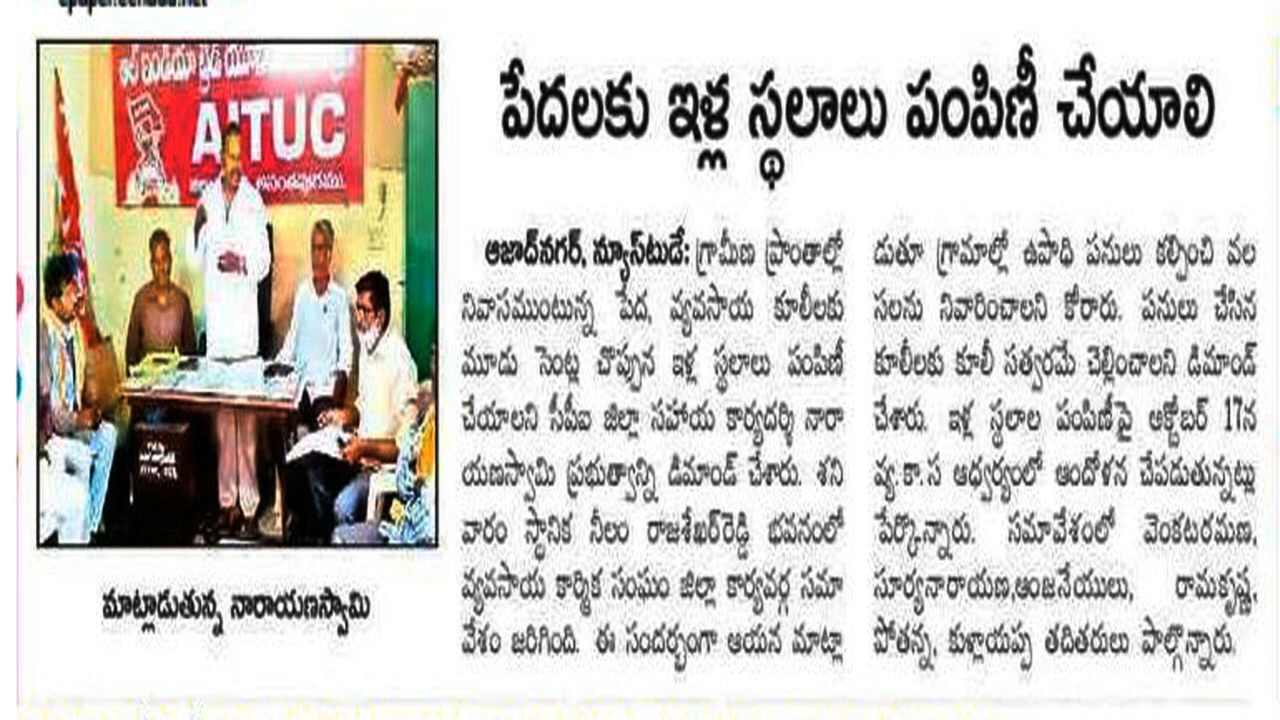 పేదలకు ఇళ్ల స్థలాలు పంపిణీ చేయాలి
AITUC
మాట్లాడుతున్న నారాయణస్వామి
ఆజాద్‌నగర్, న్యూస్‌టుడే: గ్రామీణ ప్రాంతాల్లో
నివాసముంటున్న పేద, వ్యవసాయ కూలీలకు
మూడు సెంట్ల చొప్పున ఇళ్ల స్థలాలు పంపిణీ
చేయాలని సీపీఐ జిల్లా సహాయ కార్యదర్శి నారా
యణస్వామి ప్రభుత్వాన్ని డిమాండ్ చేశారు. శని
వారం స్థానిక నీలం రాజశేఖర్‌రెడ్డి భవనంలో
వ్యవసాయ కార్మిక సంఘం జిల్లా కార్యవర్గ సమా
వేశం జరిగింది. ఈ సందర్భంగా ఆయన మాట్లా
డుతూ గ్రామాల్లో ఉపాధి పనులు కల్పించి వల
సలను నివారించాలని కోరారు. పనులు చేసిన
కూలీలకు కూలీ సత్వరమే చెల్లించాలని డిమాండ్
చేశారు. ఇళ్ల స్థలాల పంపిణీపై ఆక్టోబర్ 17న
వ్య.కా.స ఆధ్వర్యంలో ఆందోళన చేపడుతున్నట్లు
పేర్కొన్నారు. సమావేశంలో వెంకటరమణ,
సూర్యనారాయణ,ఆంజనేయులు, రామకృష్ణ,
పోతన్న, కుళ్లాయప్ప తదితరులు పాల్గొన్నారు.